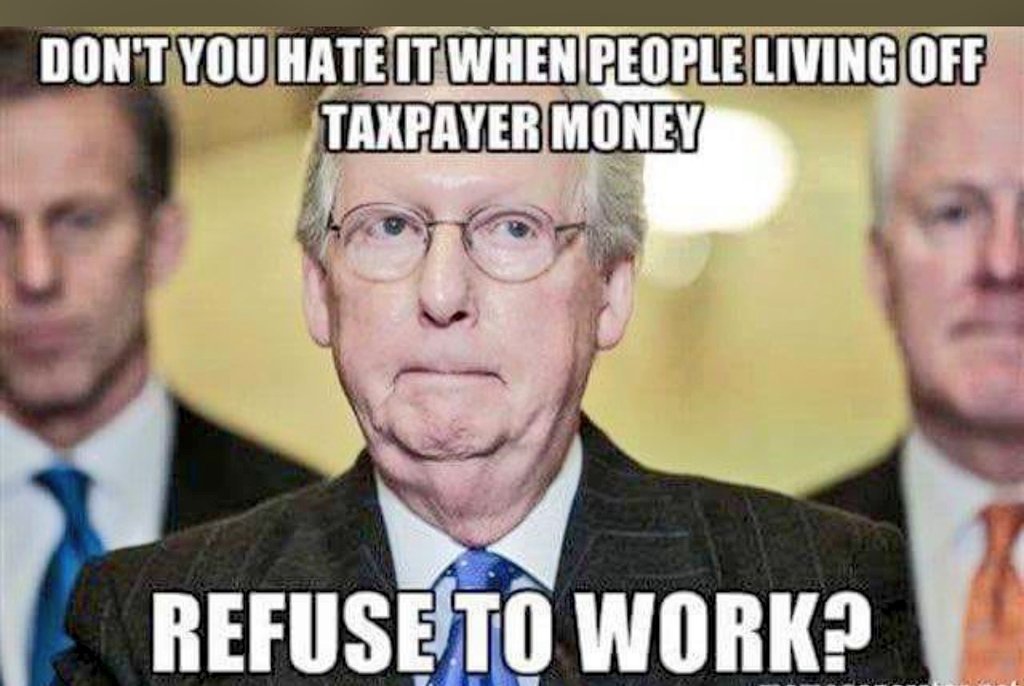 DON'T YOU HATE IT WHEN PEOPLE LIVING OFF
TAXPAYER MONEY
REFUSE TO WORK?